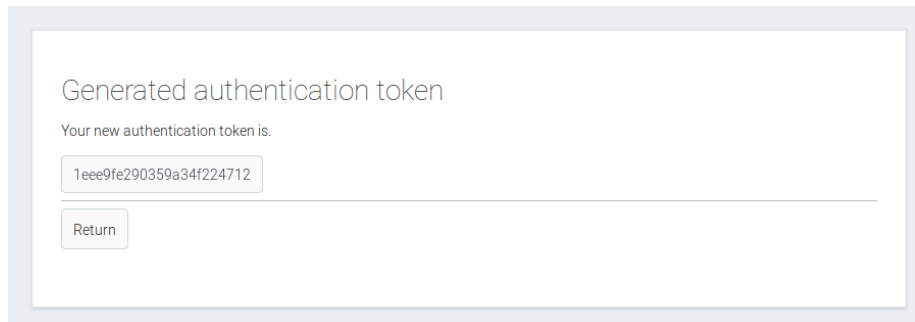 Generated authentication token
Your new authentication token is.
1eee9fe290359a34f224712
Return